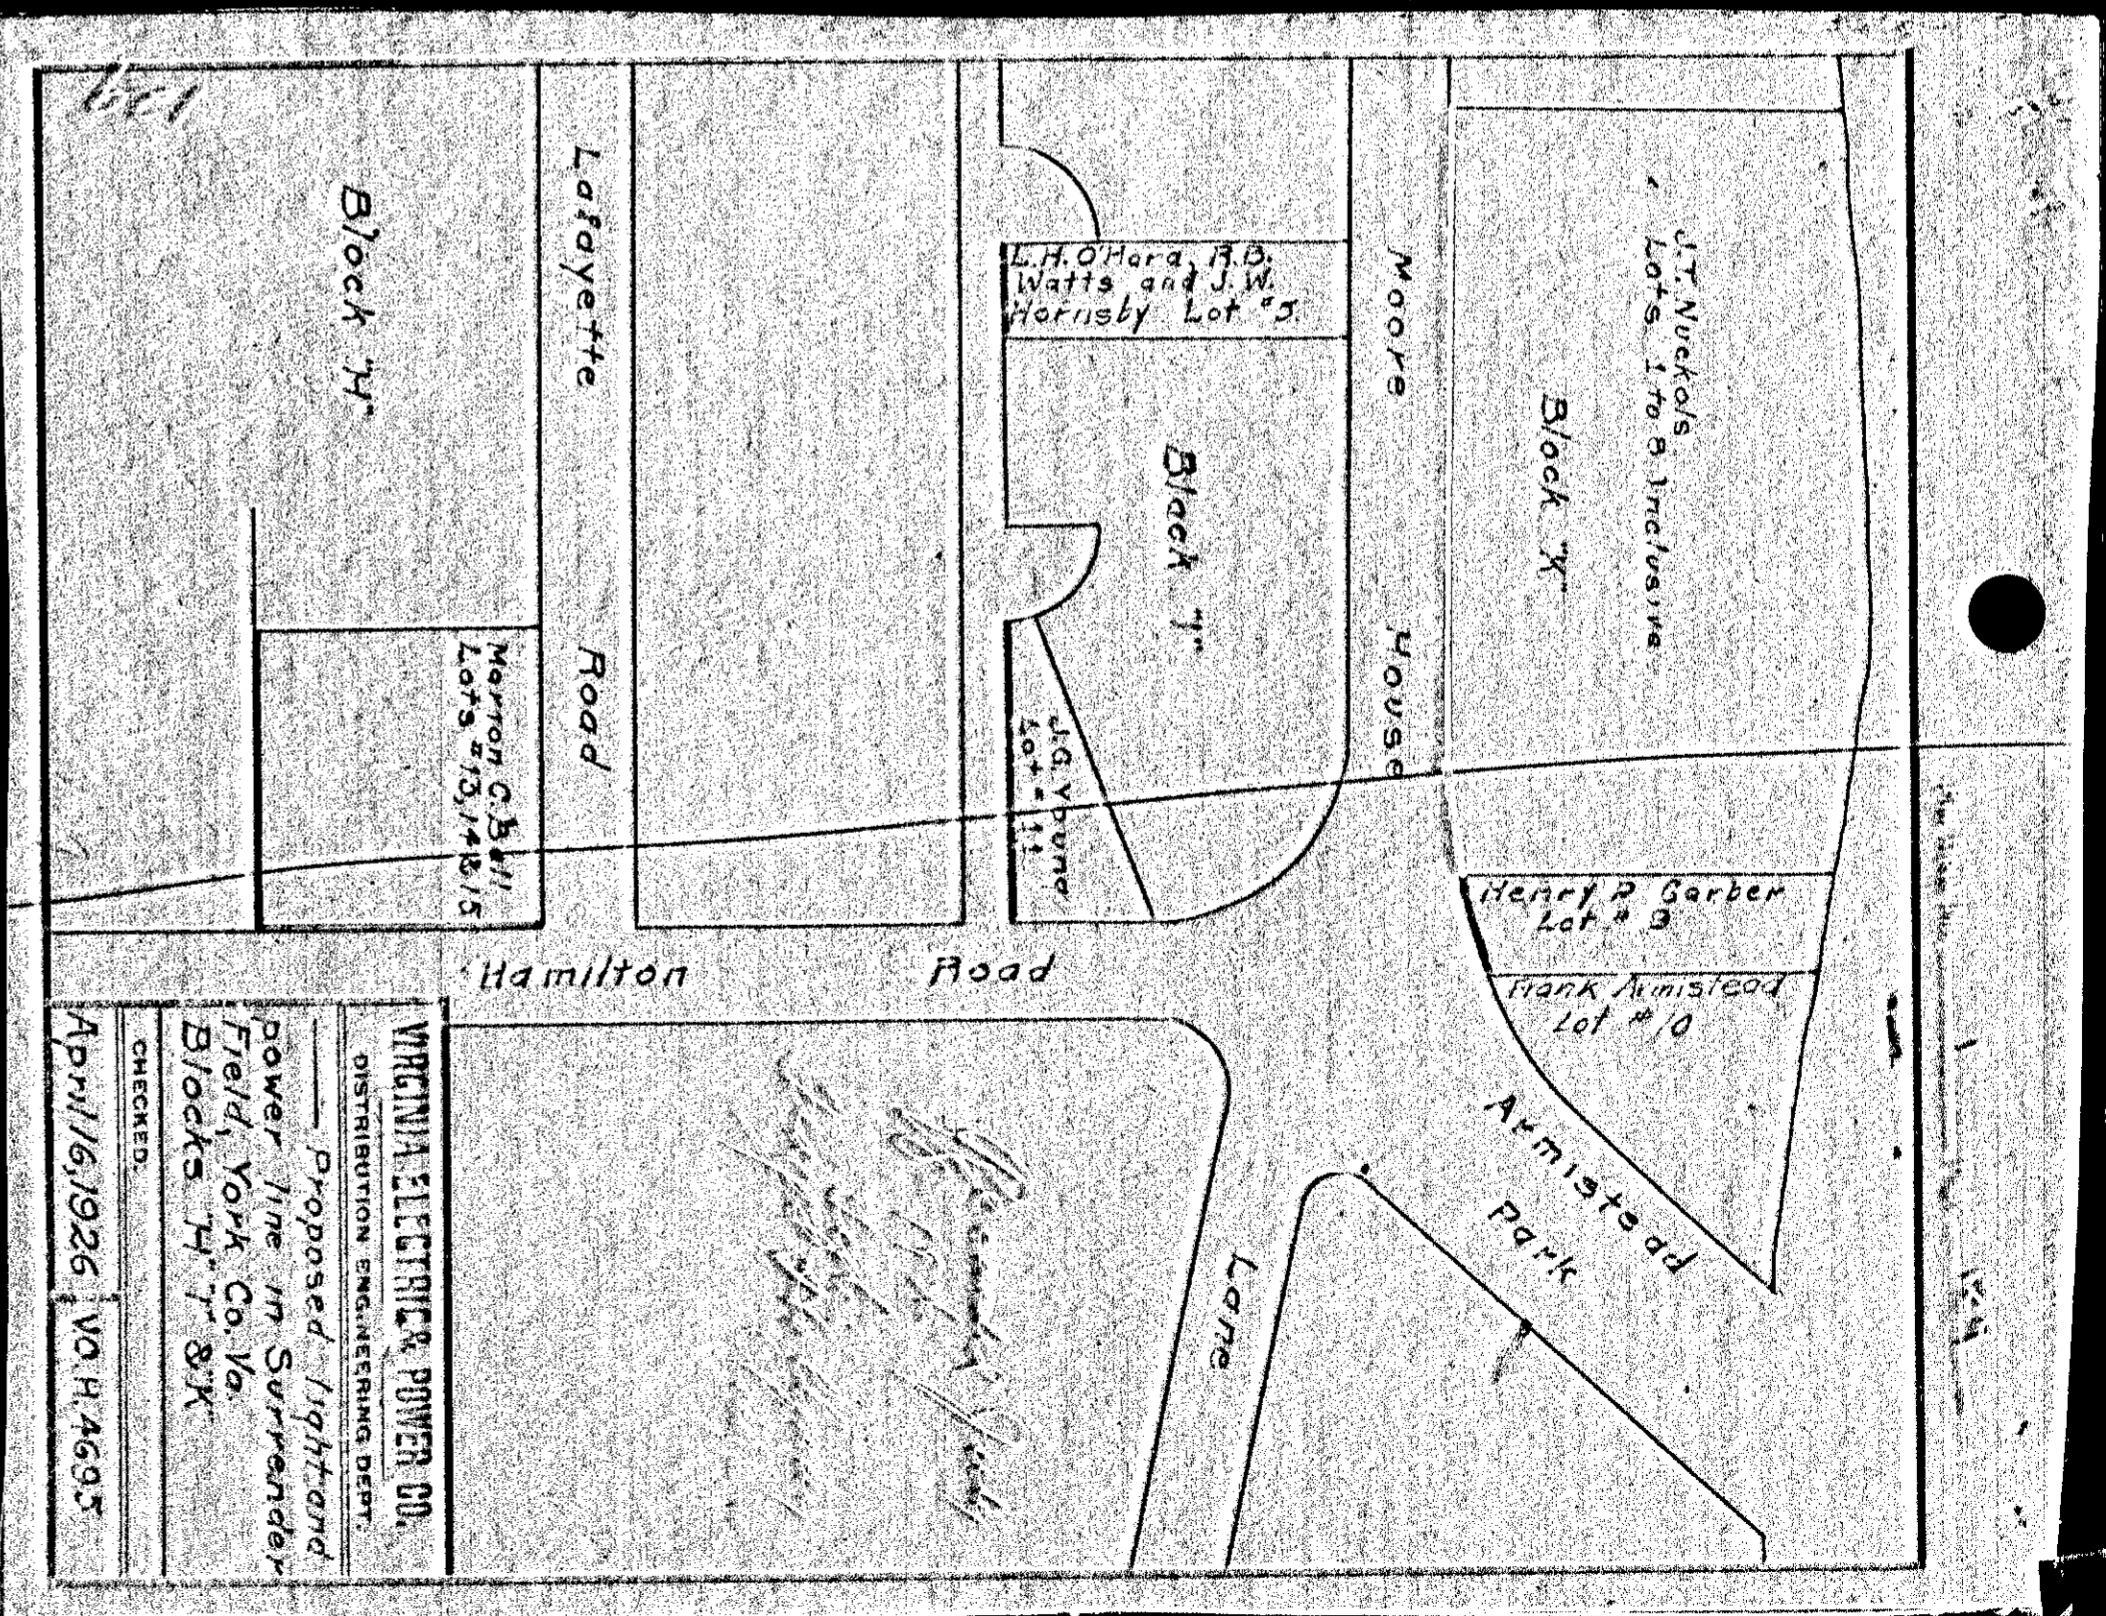 Block "H"
Lafayette Road
Marron C. Ball
Lots #13,14&15
L.H. O'Hara, R.B.
Watts and J.W.
Hornsby Lot #5.
Block "J"
J.G. Young
Lot #11
Moore House
Lane
J.T. Nuckols
Lots 1 to 8 Inclusive
Block "K"
Henry P Garber
Lot # 9
Frank Armistead
Lot #10
Armistead
Park
Hamilton Road
VIRGINIA ELECTRIC & POWER CO.
DISTRIBUTION ENGINEERING DEPT.
Proposed light and
power line in Surrender
Field, York Co. Va.
Blocks "H" "J" & "K"
CHECKED.
April 16, 1926
VO.H.4695